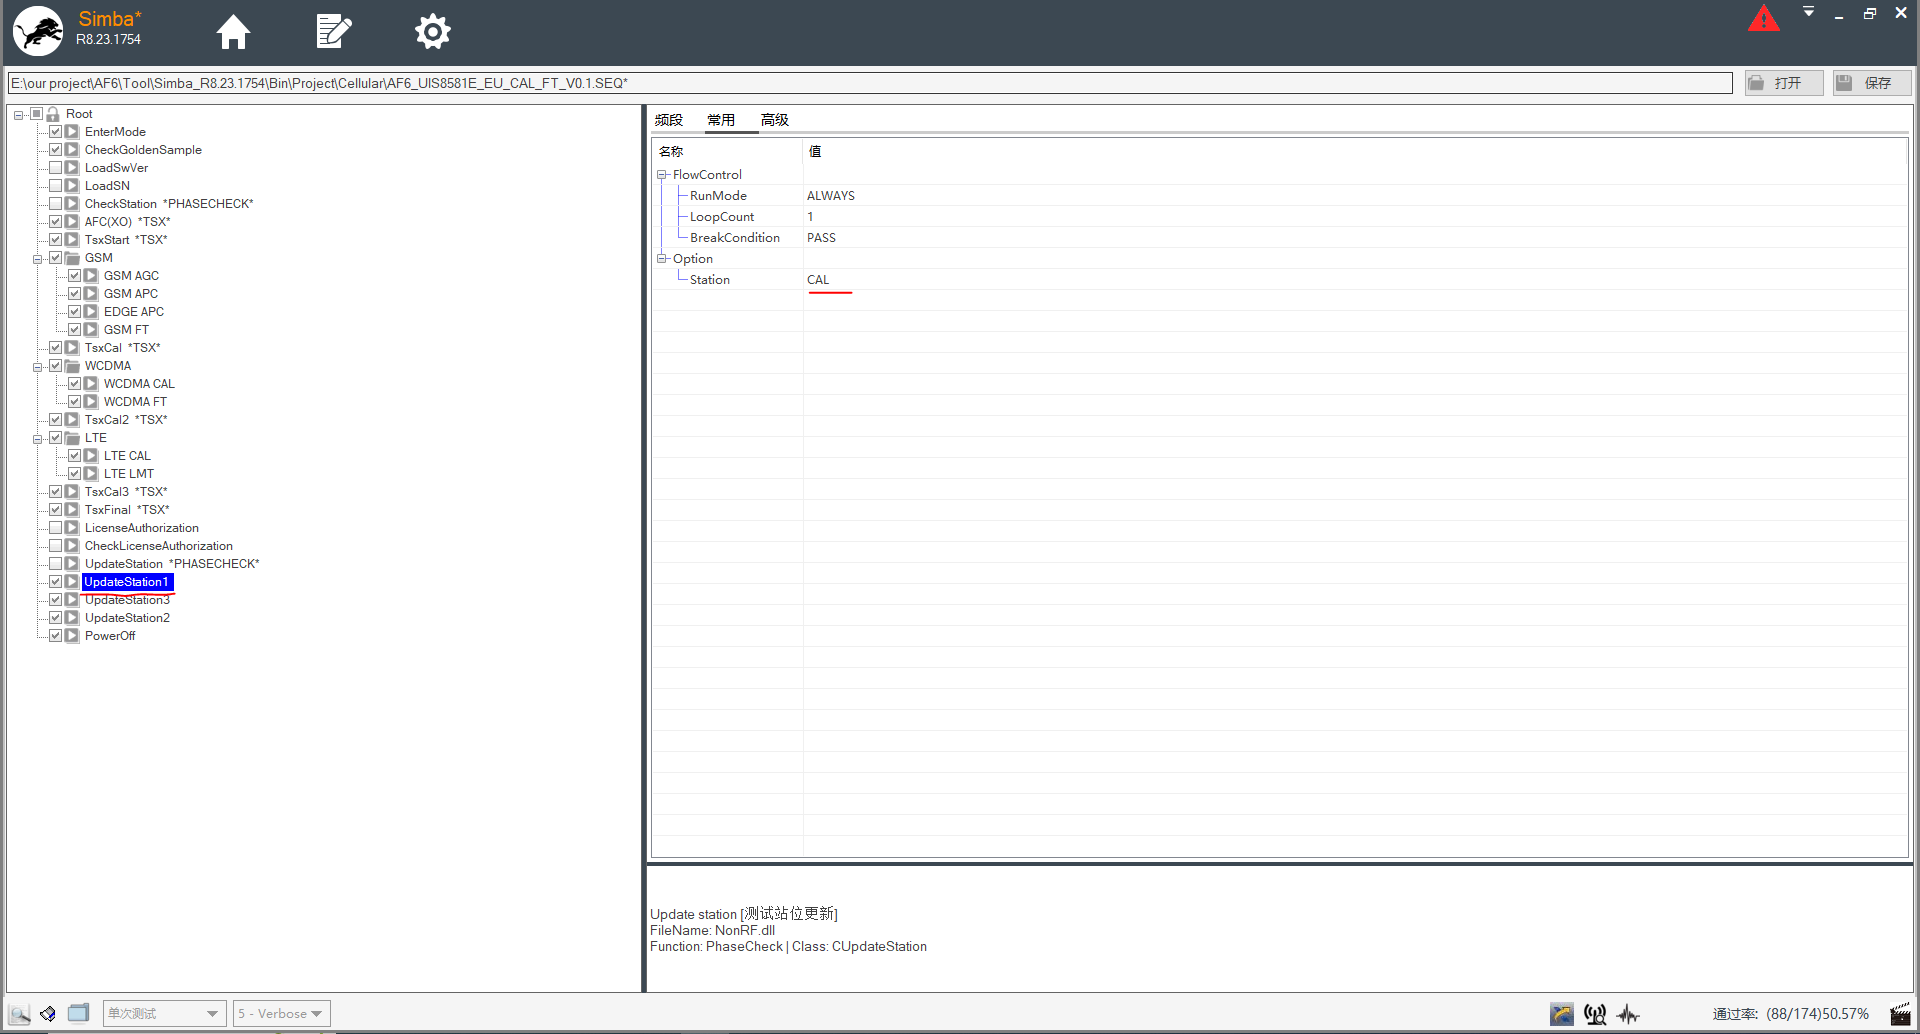 Simba*
R8.23.1754
E:\our project\AF6\Tool\Simba_R8.23.1754\Bin\Project\Cellular\AF6_UIS8581E_EU_CAL_FT_V0.1.SEQ*
打开
保存
Root
EnterMode
CheckGoldenSample
LoadSwVer
LoadSN
CheckStation *PHASECHECK*
AFC(XO) *TSX*
TsxStart *TSX*
GSM
GSM AGC
GSM APC
EDGE APC
GSM FT
TsxCal *TSX*
WCDMA
WCDMA CAL
WCDMA FT
TsxCal2 *TSX*
LTE
LTE CAL
LTE LMT
TsxCal3 *TSX*
TsxFinal *TSX*
LicenseAuthorization
CheckLicenseAuthorization
UpdateStation *PHASECHECK*
UpdateStation1
UpdateStation3
UpdateStation2
PowerOff
频段 常用 高级
名称 值
FlowControl
RunMode ALWAYS
LoopCount 1
BreakCondition PASS
Option
Station CAL
Update station [测试站位更新]
FileName: NonRF.dll
Function: PhaseCheck | Class: CUpdateStation
单次测试
5 - Verbose
通过率: (88/174)50.57%